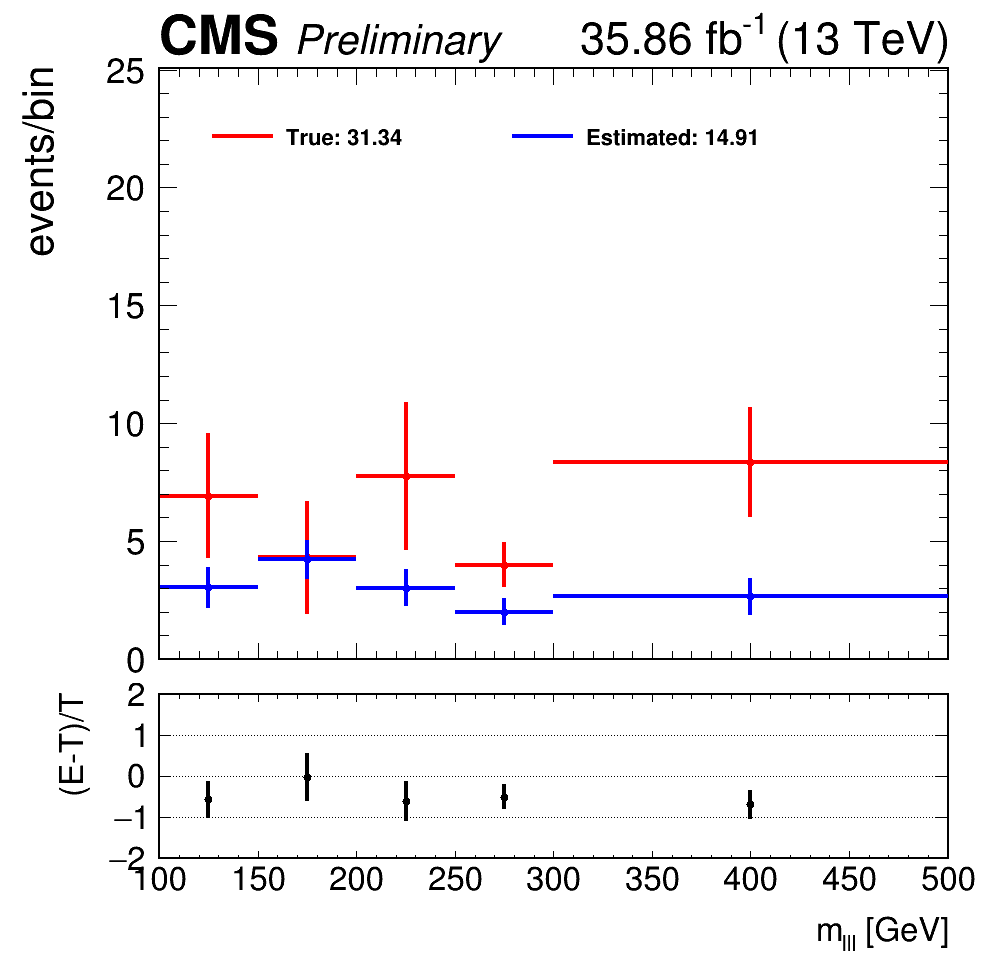 CMS Preliminary 35.86 fb-1 (13 TeV)
events/bin
25
20
15
10
5
0
True: 31.34
Estimated: 14.91
(E-T)/T
2
1
0
−1
−2
100 150 200 250 300 350 400 450 500
mlll [GeV]